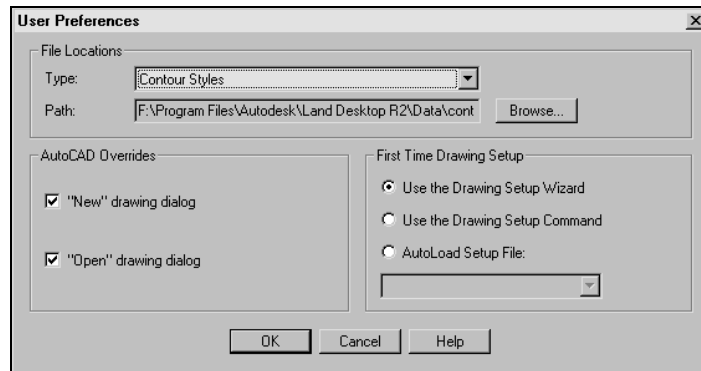 User Preferences
File Locations
Type: Contour Styles
Path: F:\Program Files\Autodesk\Land Desktop R2\Data\cont Browse...
AutoCAD Overrides
"New" drawing dialog
"Open" drawing dialog
First Time Drawing Setup
Use the Drawing Setup Wizard
Use the Drawing Setup Command
AutoLoad Setup File:
OK Cancel Help